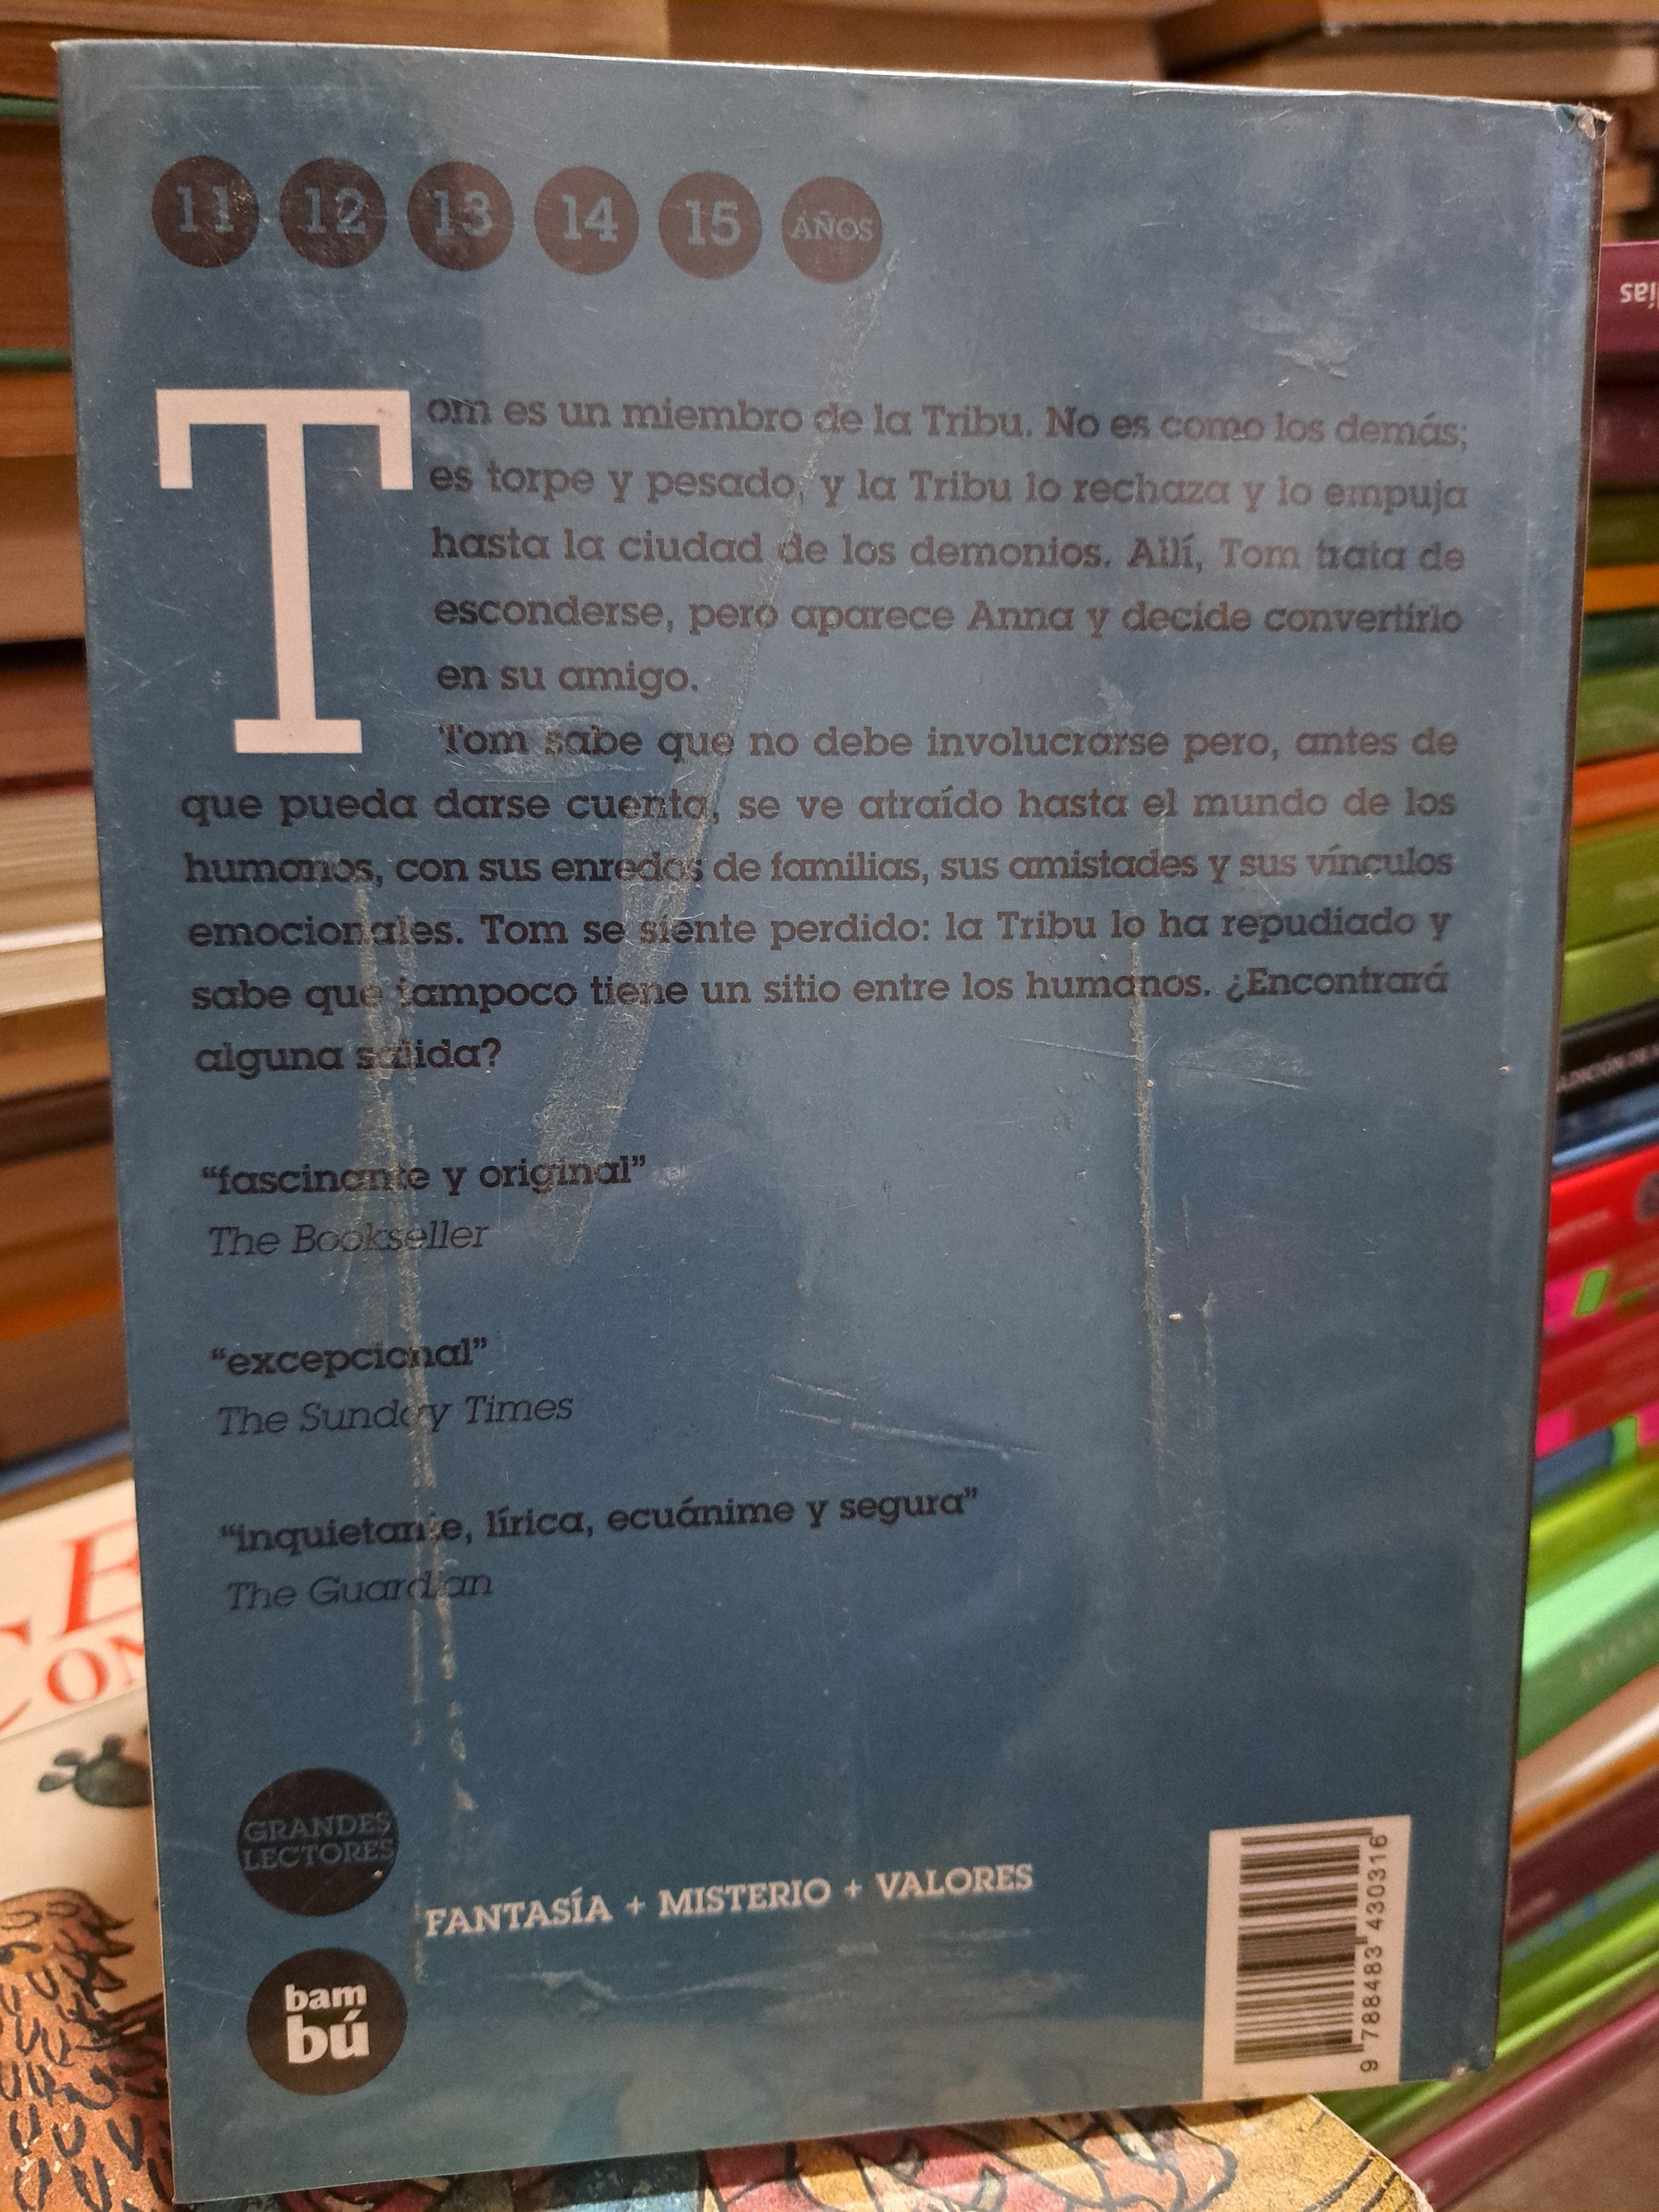 11 12 13 14 15 AÑOS
Tom es un miembro de la Tribu. No es como los demás;
es torpe y pesado, y la Tribu lo rechaza y lo empuja
hasta la ciudad de los demonios. Allí, Tom trata de
esconderse, pero aparece Anna y decide convertirlo
en su amigo.
Tom sabe que no debe involucrarse pero, antes de
que pueda darse cuenta, se ve atraído hasta el mundo de los
humanos, con sus enredos de familias, sus amistades y sus vínculos
emocionales. Tom se siente perdido: la Tribu lo ha repudiado y
sabe que tampoco tiene un sitio entre los humanos. ¿Encontrará
alguna salida?
“fascinante y original”
The Bookseller
“excepcional”
The Sunday Times
“inquietante, lírica, ecuánime y segura”
The Guardian
GRANDES
LECTORES
FANTASÍA + MISTERIO + VALORES
bam
bú
9 788483 430316